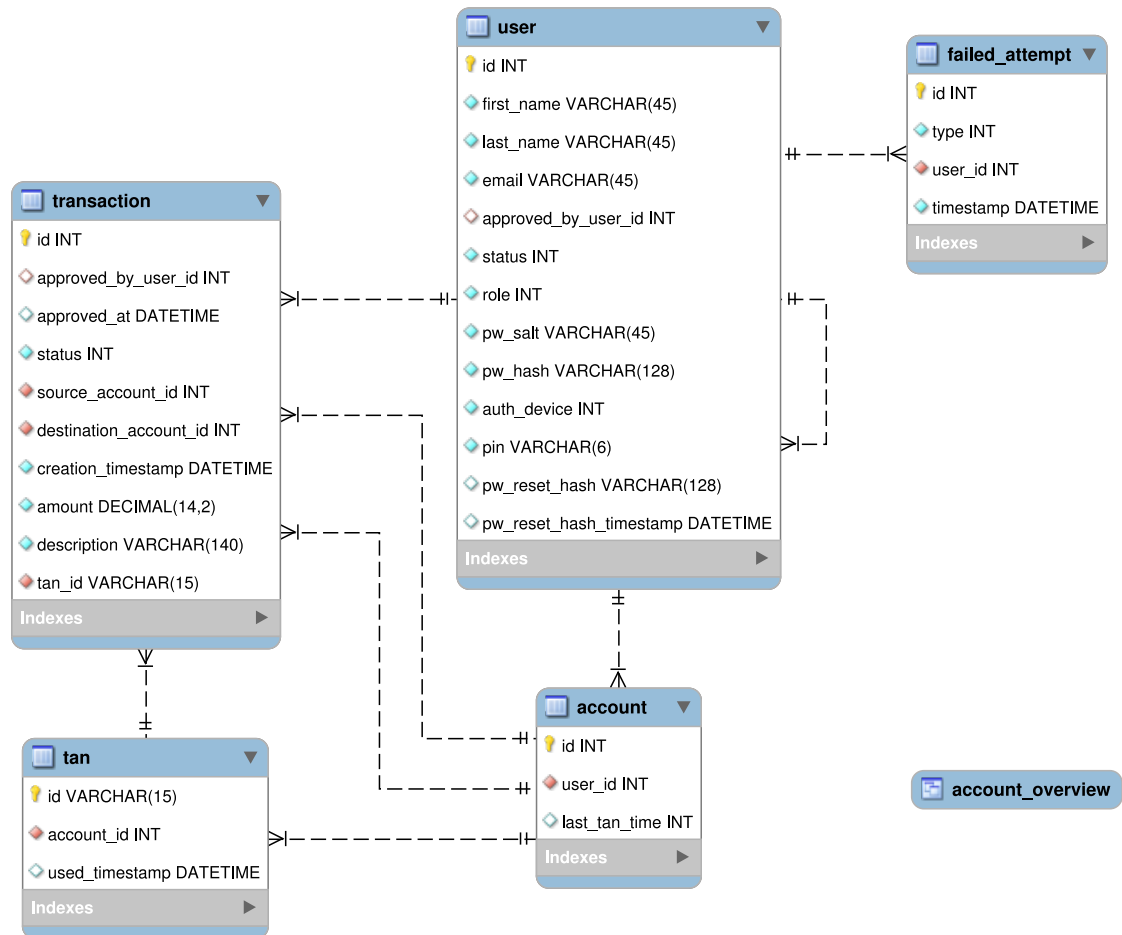 user
id INT
first_name VARCHAR(45)
last_name VARCHAR(45)
email VARCHAR(45)
approved_by_user_id INT
status INT
role INT
pw_salt VARCHAR(45)
pw_hash VARCHAR(128)
auth_device INT
pin VARCHAR(6)
pw_reset_hash VARCHAR(128)
pw_reset_hash_timestamp DATETIME
Indexes
failed_attempt
id INT
type INT
user_id INT
timestamp DATETIME
Indexes
transaction
id INT
approved_by_user_id INT
approved_at DATETIME
status INT
source_account_id INT
destination_account_id INT
creation_timestamp DATETIME
amount DECIMAL(14,2)
description VARCHAR(140)
tan_id VARCHAR(15)
Indexes
account
id INT
user_id INT
last_tan_time INT
Indexes
tan
id VARCHAR(15)
account_id INT
used_timestamp DATETIME
Indexes
account_overview